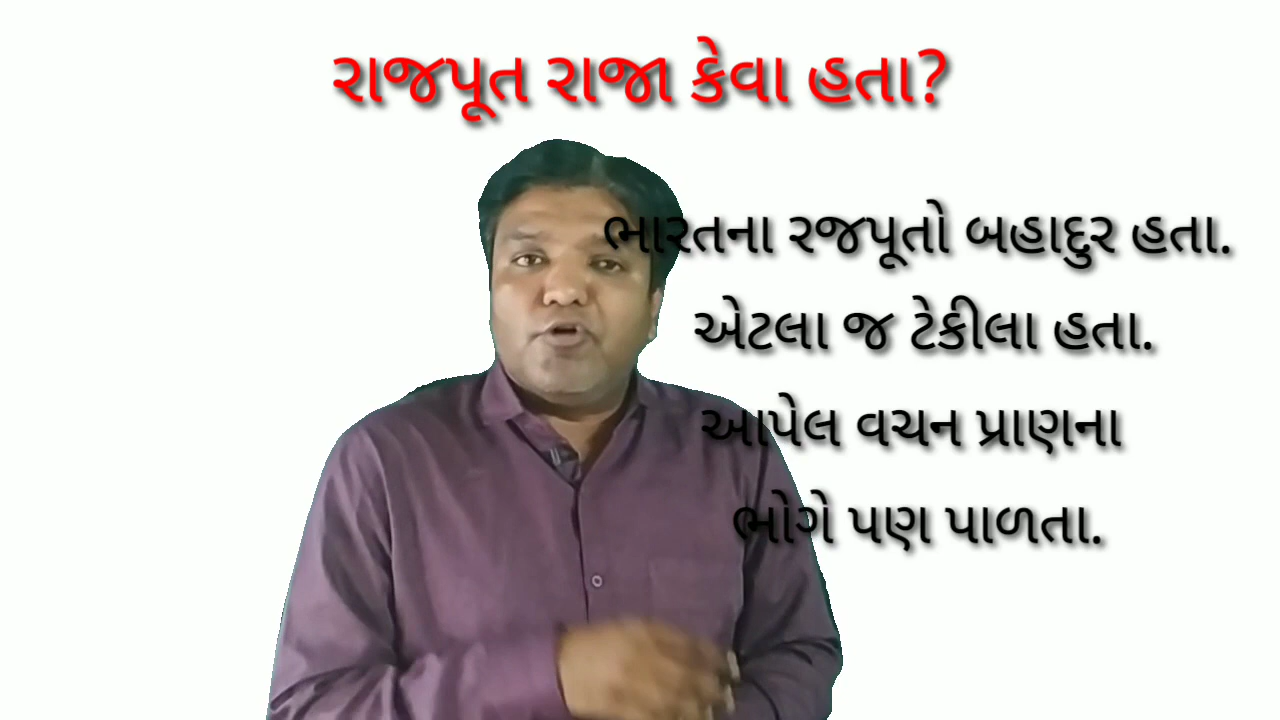 રાજપૂત રાજા કેવા હતા?
ભારતના રજપૂતો બહાદુર હતા.
એટલા જ ટેકીલા હતા.
આપેલ વચન પ્રાણના
ભોગે પણ પાળતા.